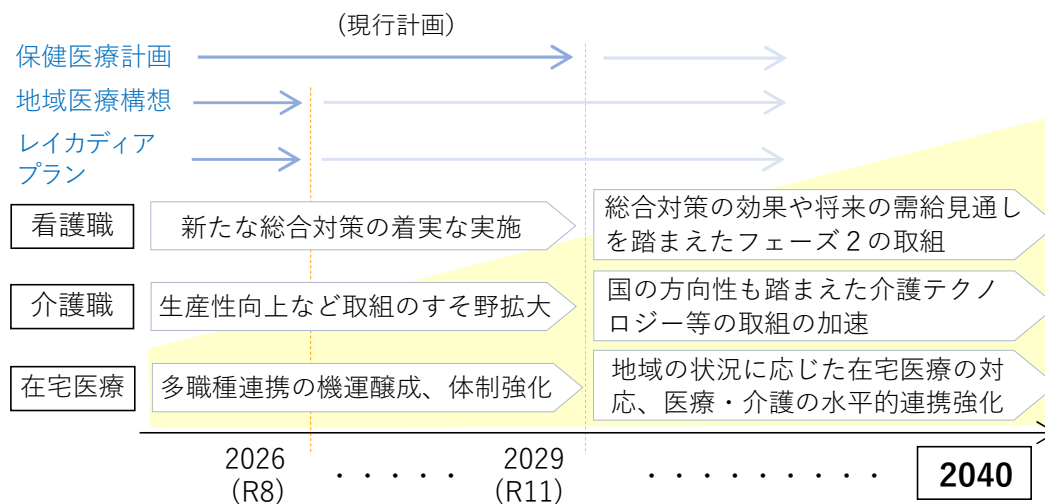 (現行計画)
保健医療計画
地域医療構想
レイカディア
プラン
看護職
新たな総合対策の着実な実施
総合対策の効果や将来の需給見通し
を踏まえたフェーズ2の取組
介護職
生産性向上など取組のすそ野拡大
国の方向性も踏まえた介護テクノ
ロジー等の取組の加速
在宅医療
多職種連携の機運醸成、体制強化
地域の状況に応じた在宅医療の対
応、医療・介護の水平的連携強化
2026
(R8)
・・・・・
2029
(R11)
・・・・・・・・・
2040